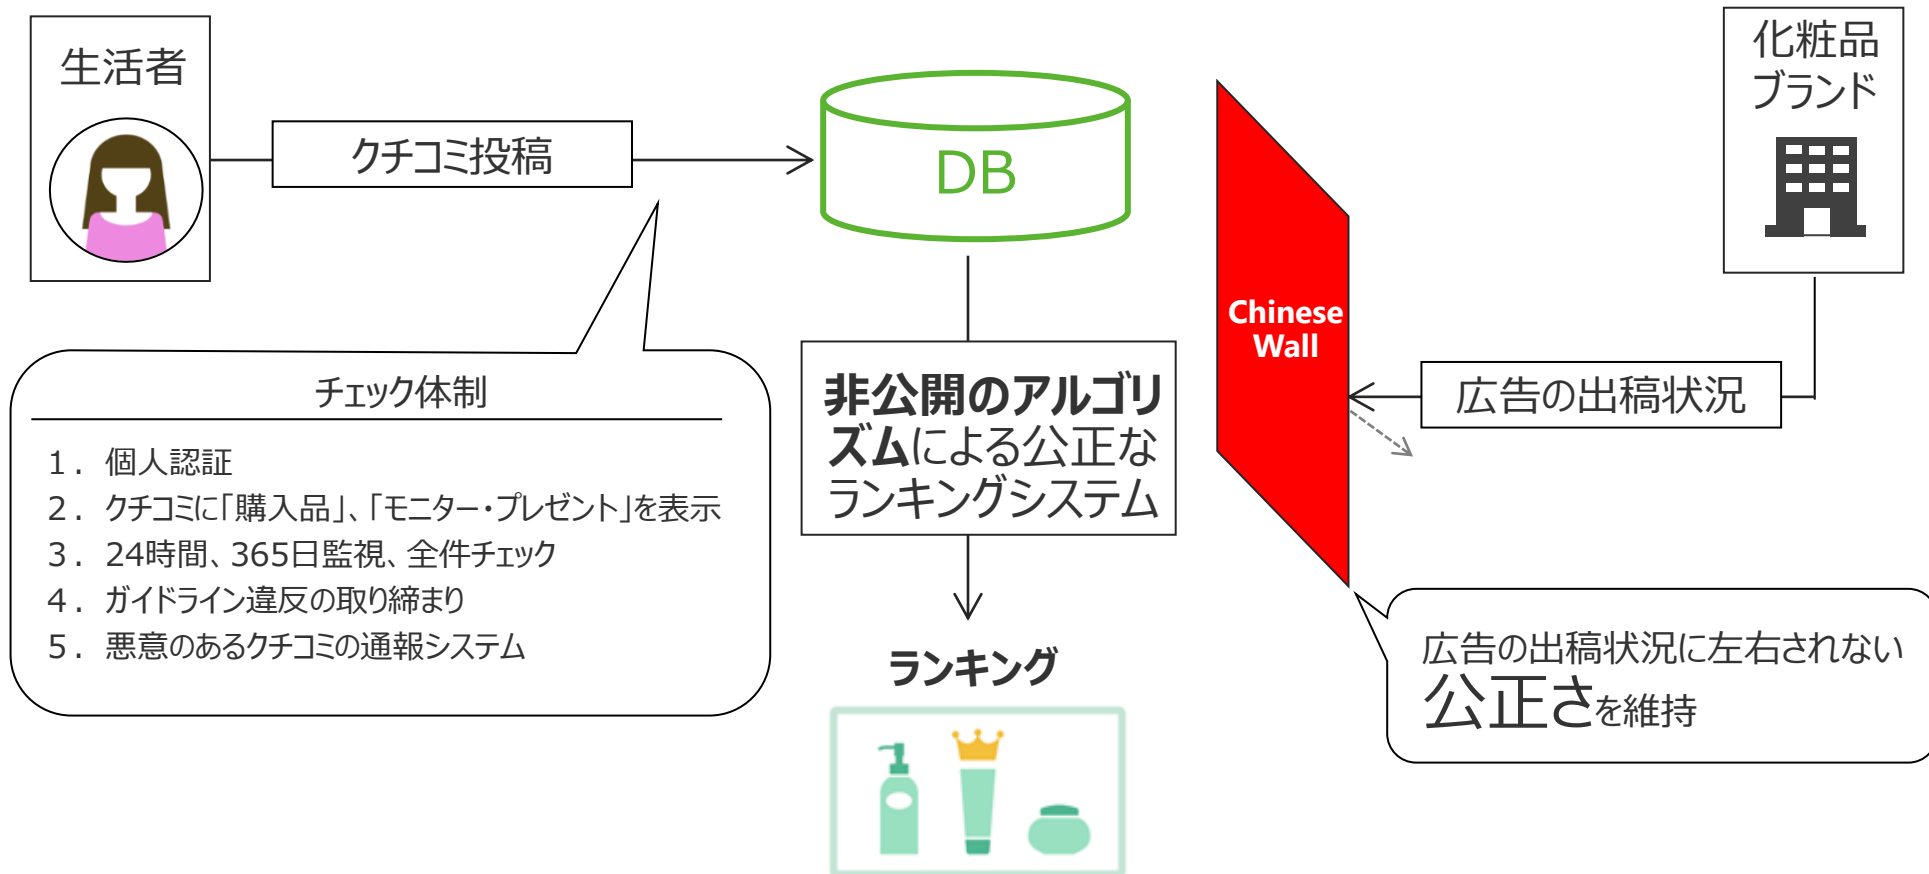 生活者
クチコミ投稿
DB
化粧品
ブランド
Chinese
Wall
広告の出稿状況
チェック体制
1．個人認証
2．クチコミに「購入品」、「モニター・プレゼント」を表示
3．24時間、365日監視、全件チェック
4．ガイドライン違反の取り締まり
5．悪意のあるクチコミの通報システム
非公開のアルゴリ
ズムによる公正な
ランキングシステム
ランキング
広告の出稿状況に左右されない
公正さを維持